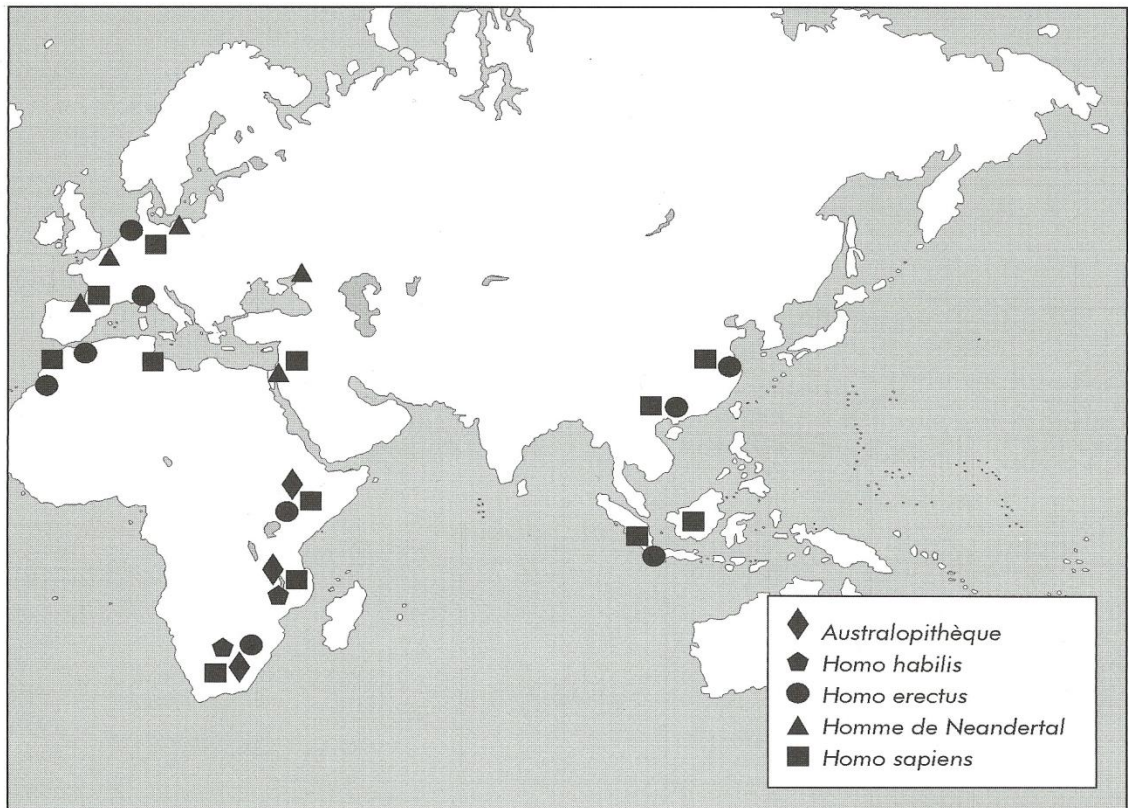 Australopithèque
Homo habilis
Homo erectus
Homme de Neandertal
Homo sapiens